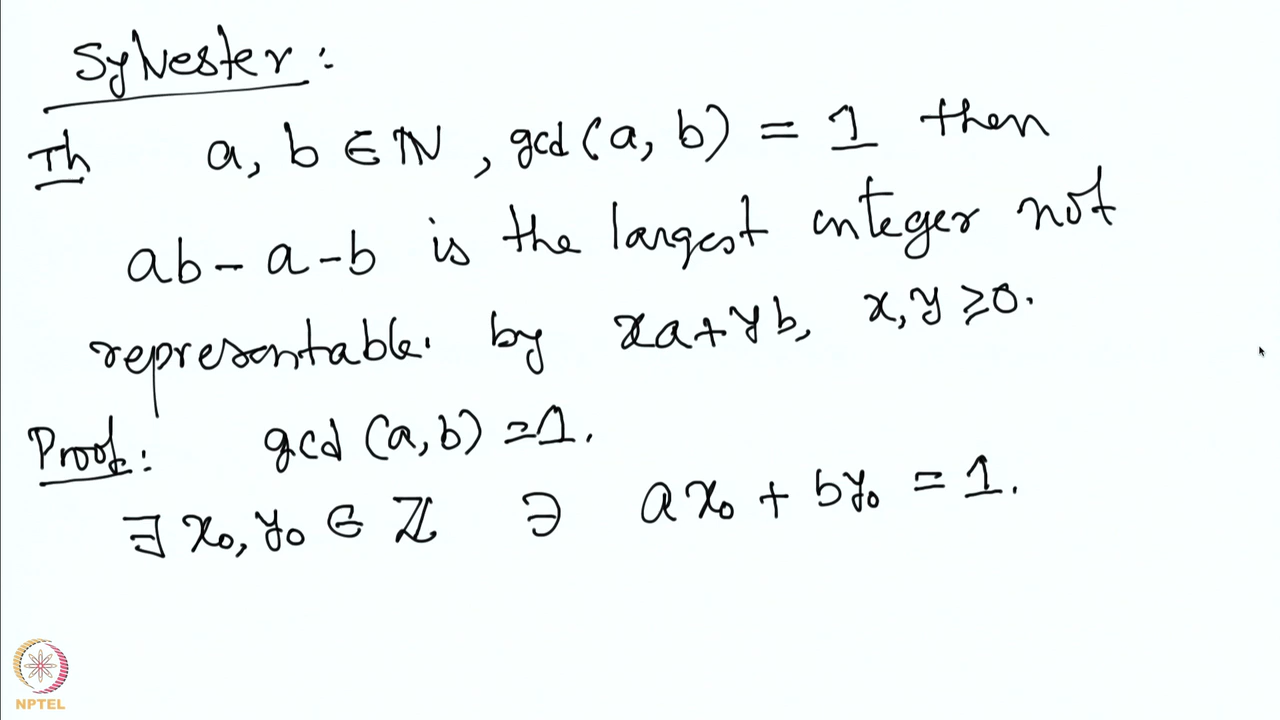 Sylvester:
Th a, b ∈ ℕ, gcd(a, b) = 1 then
ab - a - b is the largest integer not
representable by xa + yb, x, y ≥ 0.
Proof: gcd (a, b) = 1.
∃ x₀, y₀ ∈ ℤ ∋ ax₀ + by₀ = 1.
NPTEL